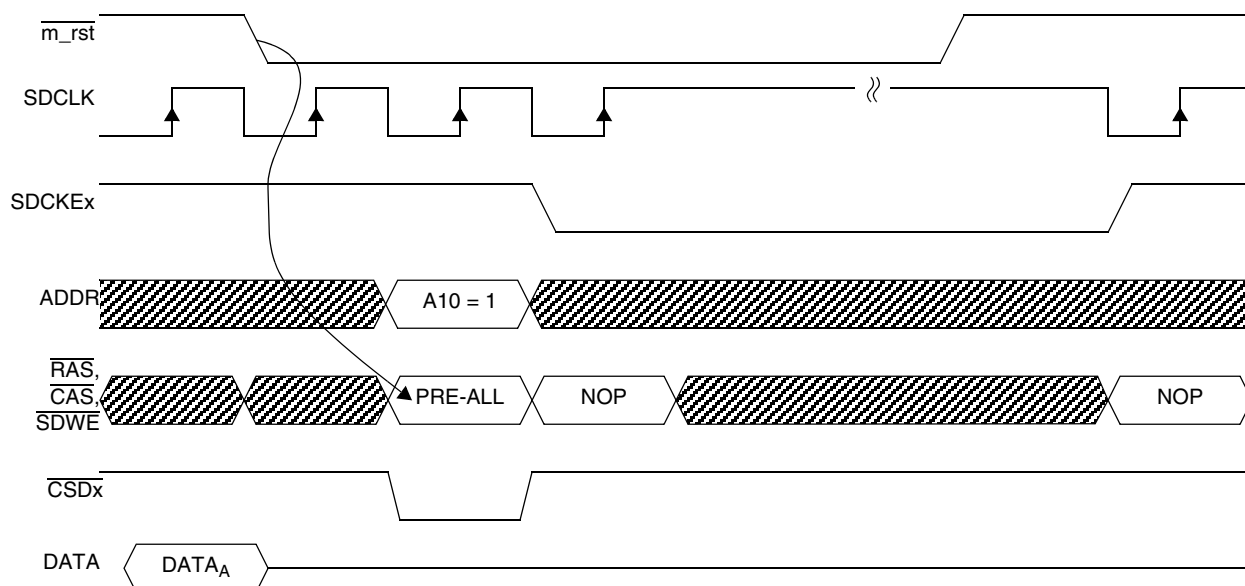 m_rst
SDCLK
SDCKEx
ADDR
A10 = 1
RAS,
CAS,
SDWE
PRE-ALL
NOP
NOP
CSDx
DATA
DATAA